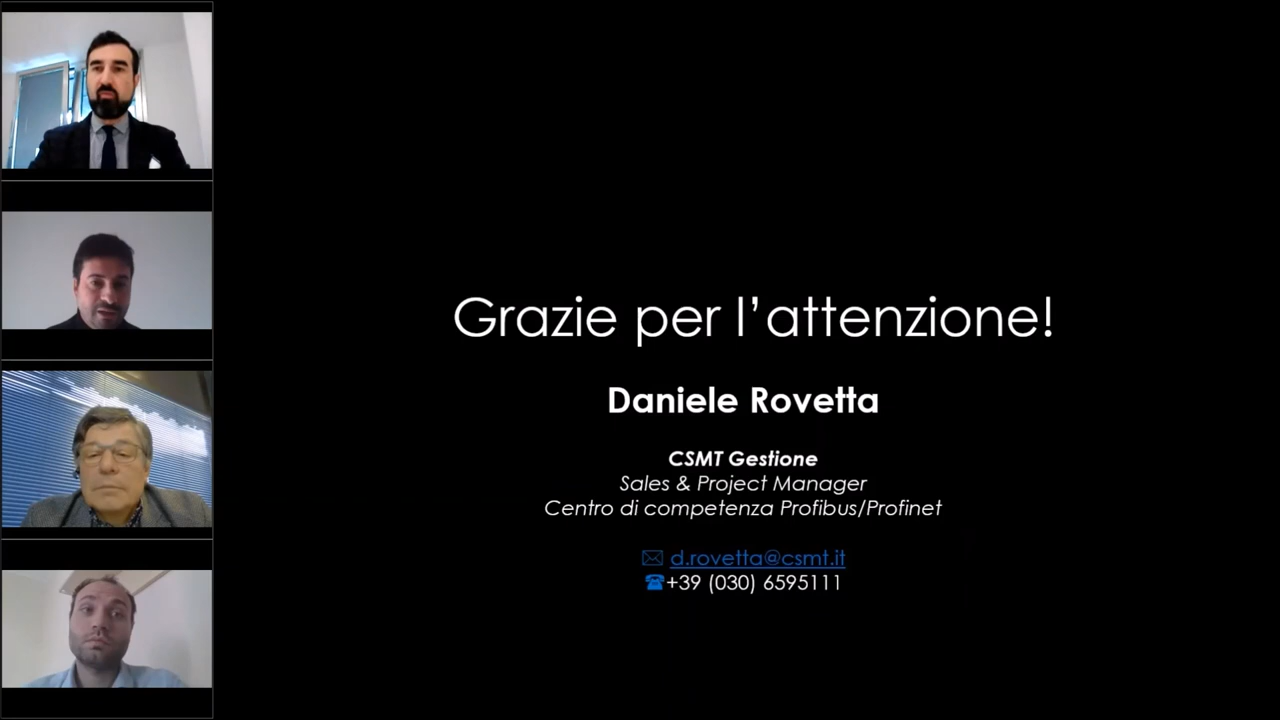 Grazie per l'attenzione!
Daniele Rovetta
CSMT Gestione
Sales & Project Manager
Centro di competenza Profibus/Profinet
d.rovetta@csmt.it
+39 (030) 6595111